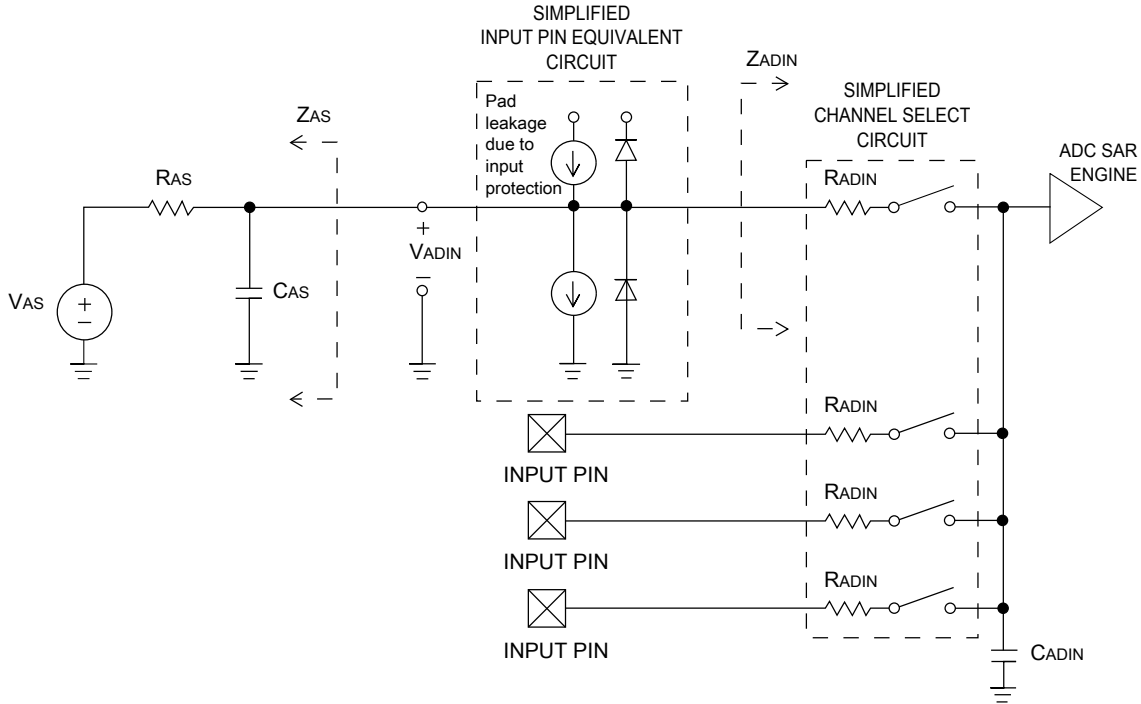 SIMPLIFIED
INPUT PIN EQUIVALENT
CIRCUIT
ZADIN
SIMPLIFIED
CHANNEL SELECT
CIRCUIT
Pad
leakage
due to
input
protection
ZAS
RAS
RADIN
ADC SAR
ENGINE
+
VADIN
–
CAS
VAS
+
–
RADIN
INPUT PIN
RADIN
INPUT PIN
RADIN
INPUT PIN
CADIN